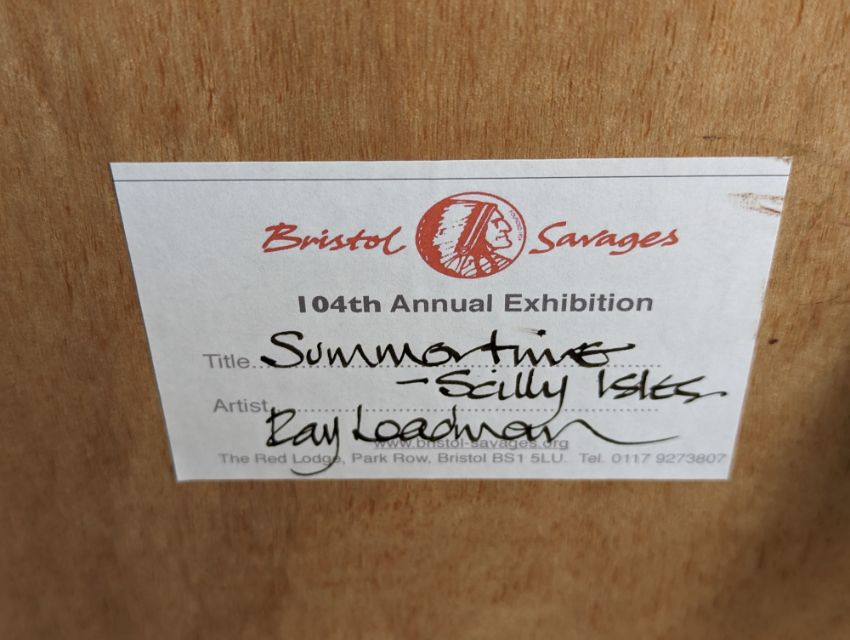 Bristol Savages
104th Annual Exhibition
Title Summertime
- Scilly Isles
Artist
Ray Loadman
www.bristol-savages.org
The Red Lodge, Park Row, Bristol BS1 5LU. Tel. 0117 9273807